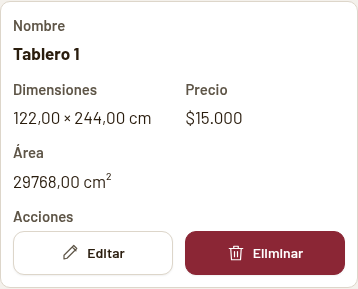 Nombre
Tablero 1
Dimensiones Precio
122,00 × 244,00 cm $15.000
Área
29768,00 cm²
Acciones
Editar Eliminar